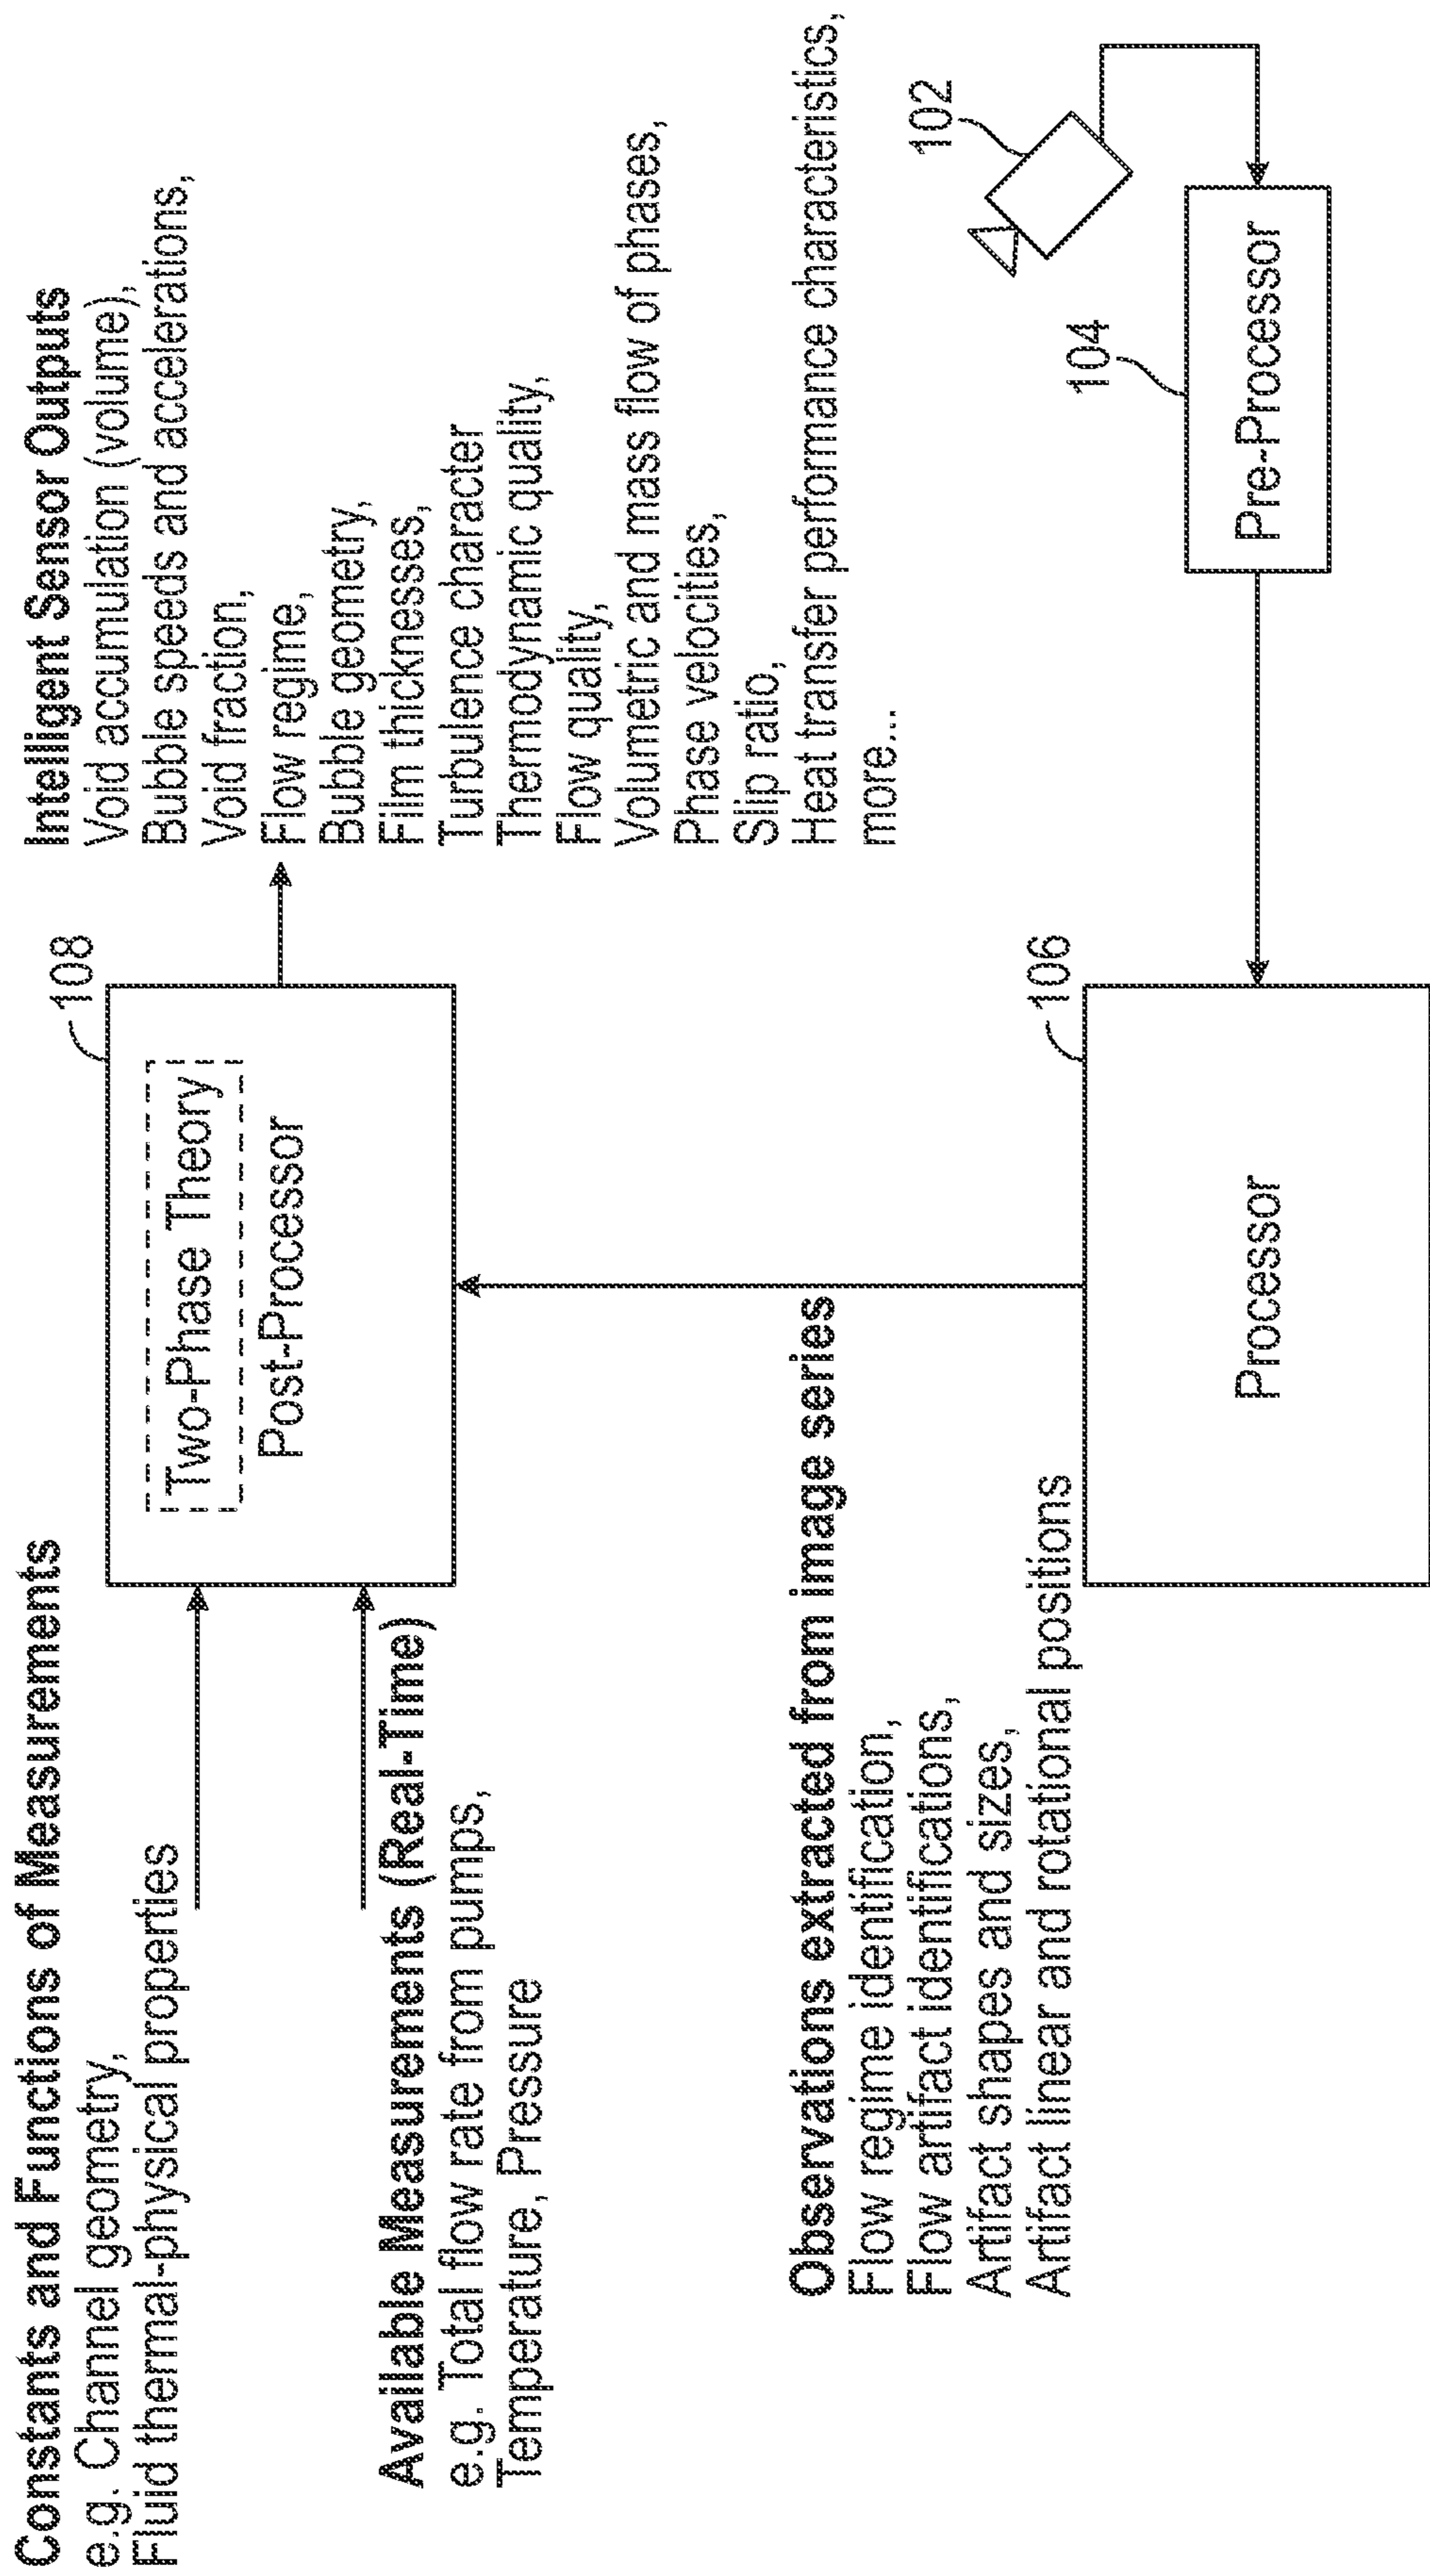 Constants and Functions of Measurements
e.g. Channel geometry,
Fluid thermal-physical properties
Available Measurements (Real-Time)
e.g. Total flow rate from pumps,
Temperature, Pressure
108
Two-Phase Theory
Post-Processor
Intelligent Sensor Outputs
Void accumulation (volume),
Bubble speeds and accelerations,
Void fraction,
Flow regime,
Bubble geometry,
Film thicknesses,
Turbulence character
Thermodynamic quality,
Flow quality,
Volumetric and mass flow of phases,
Phase velocities,
Slip ratio,
Heat transfer performance characteristics,
more...
Observations extracted from image series
Flow regime identification,
Flow artifact identifications,
Artifact shapes and sizes,
Artifact linear and rotational positions
106
Processor
104
Pre-Processor
102